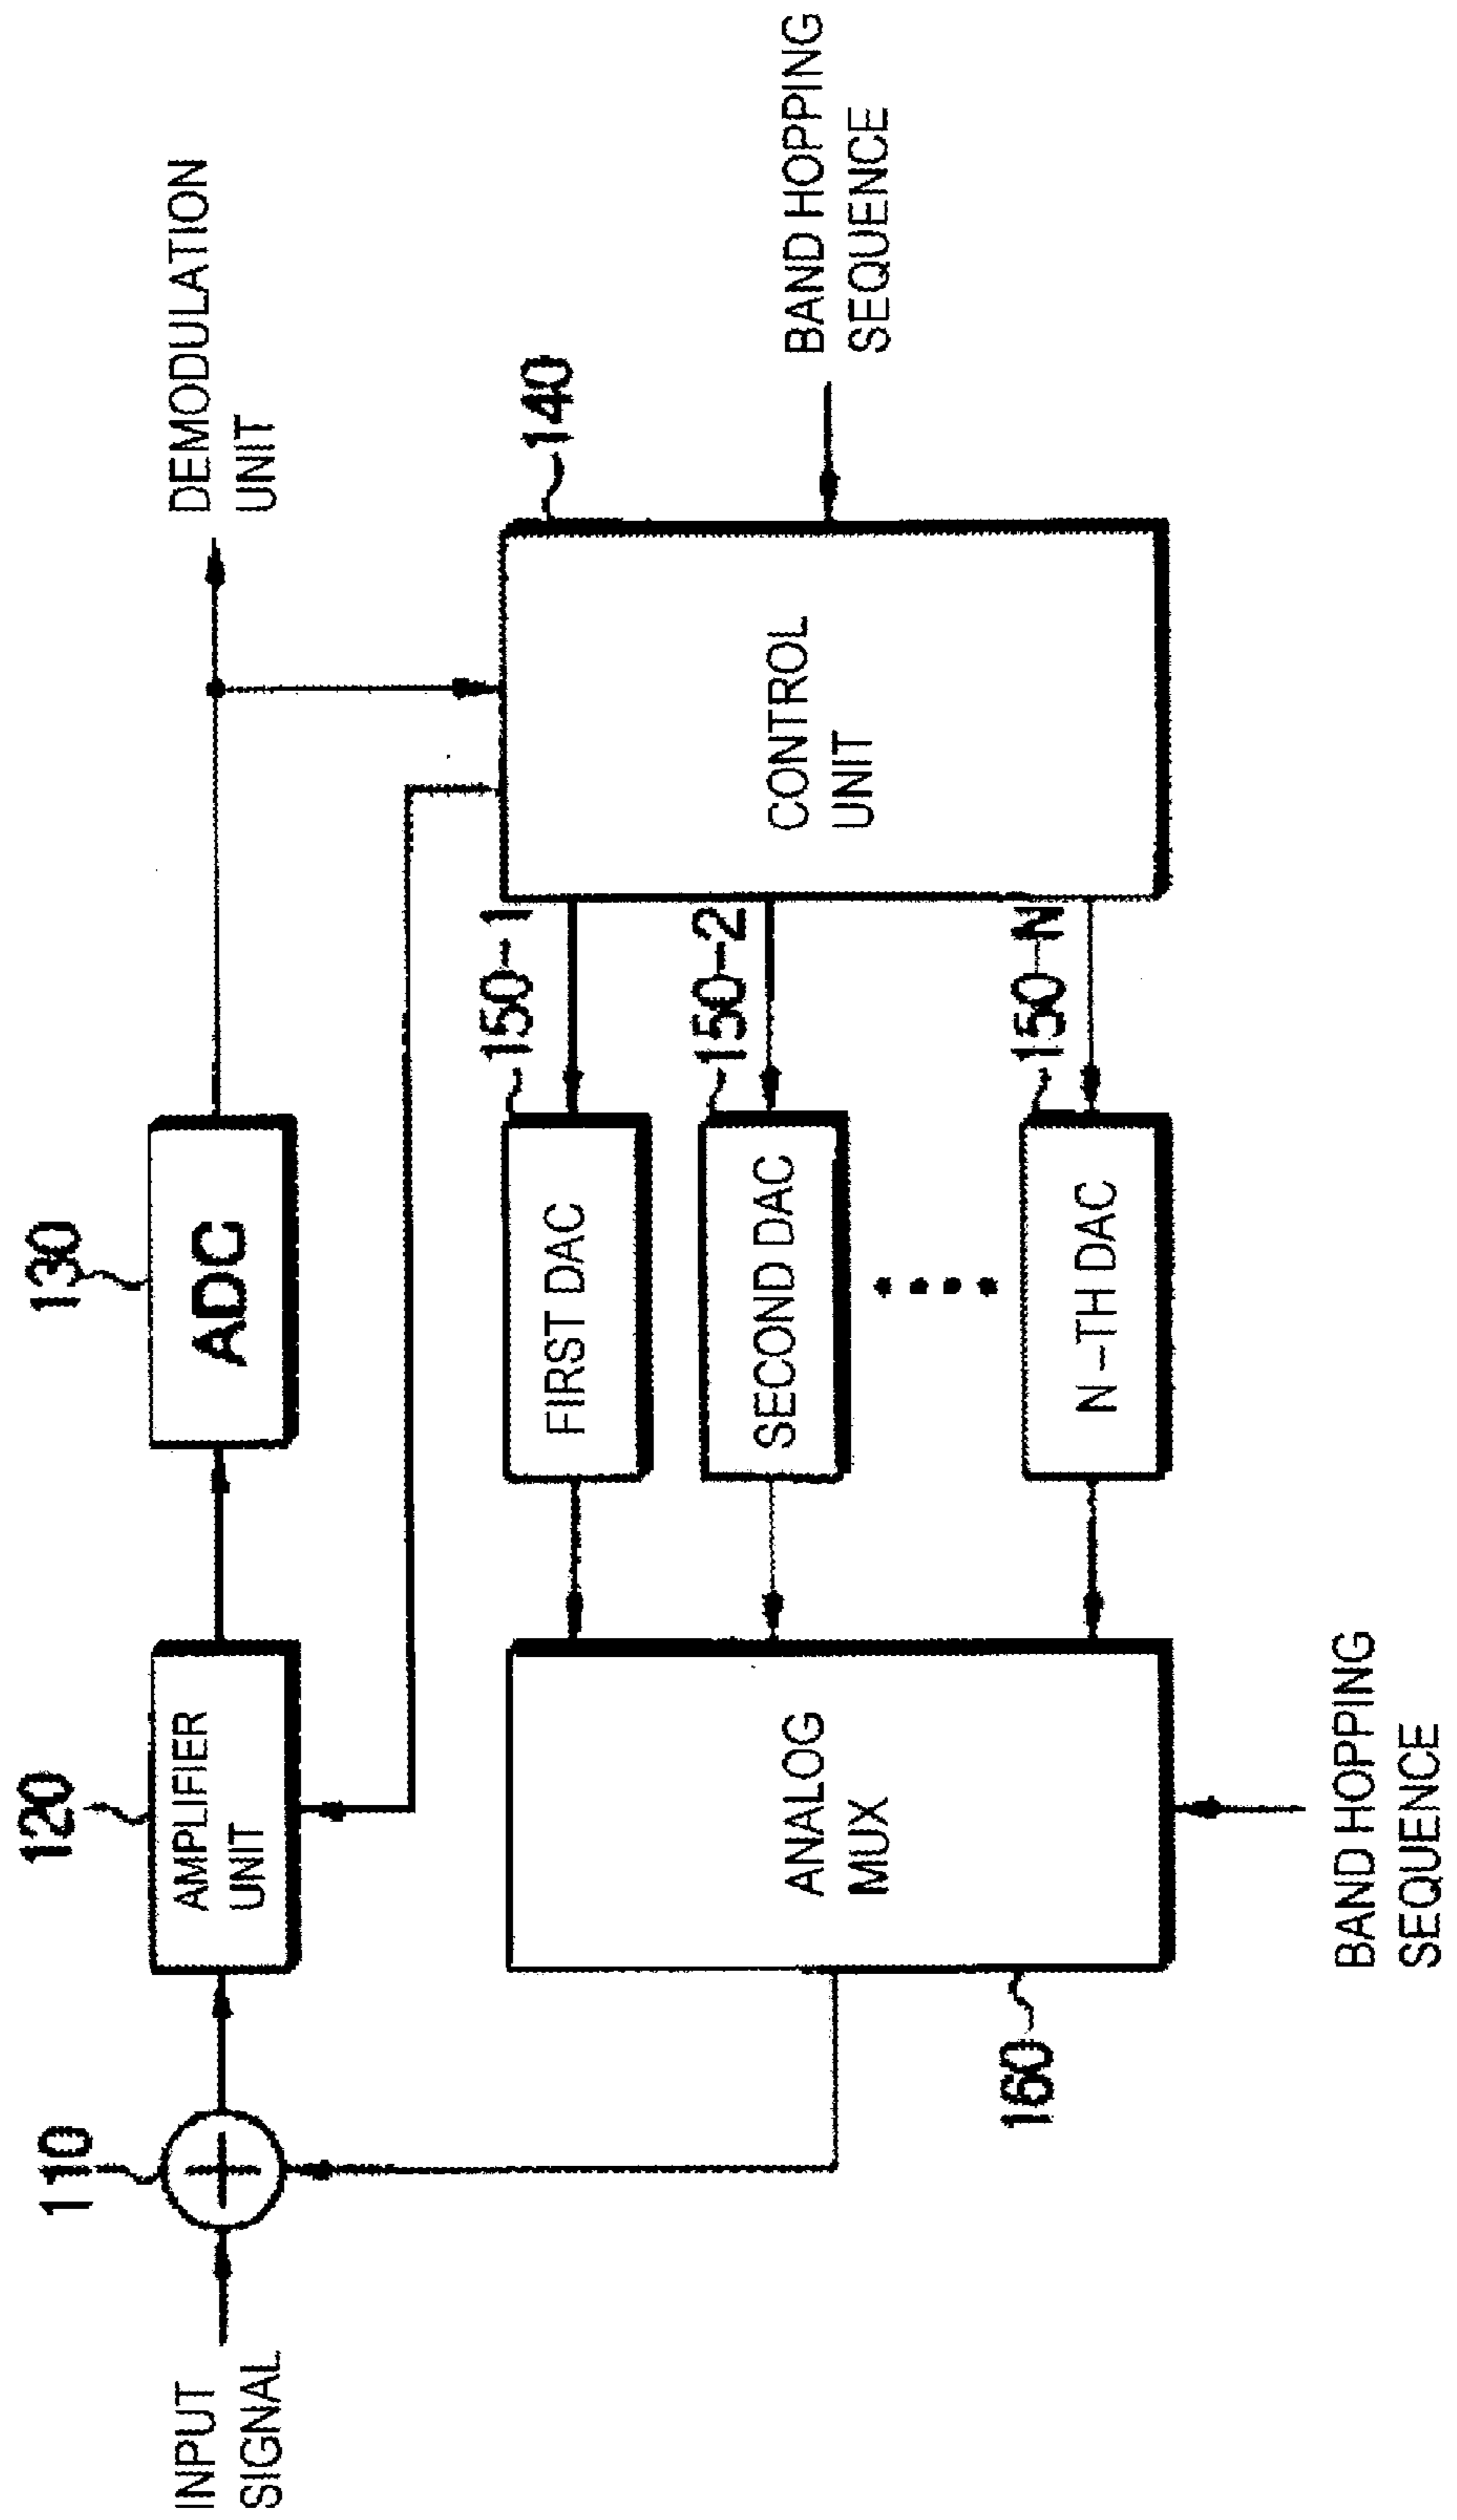 110
120
130
INPUT
SIGNAL
AMPLIFIER
UNIT
ADC
DEMODULATION
UNIT
150-1
FIRST DAC
140
150-2
SECOND DAC
150-N
N-TH DAC
ANALOG
MUX
CONTROL
UNIT
BAND HOPPING
SEQUENCE
160
BAND HOPPING
SEQUENCE